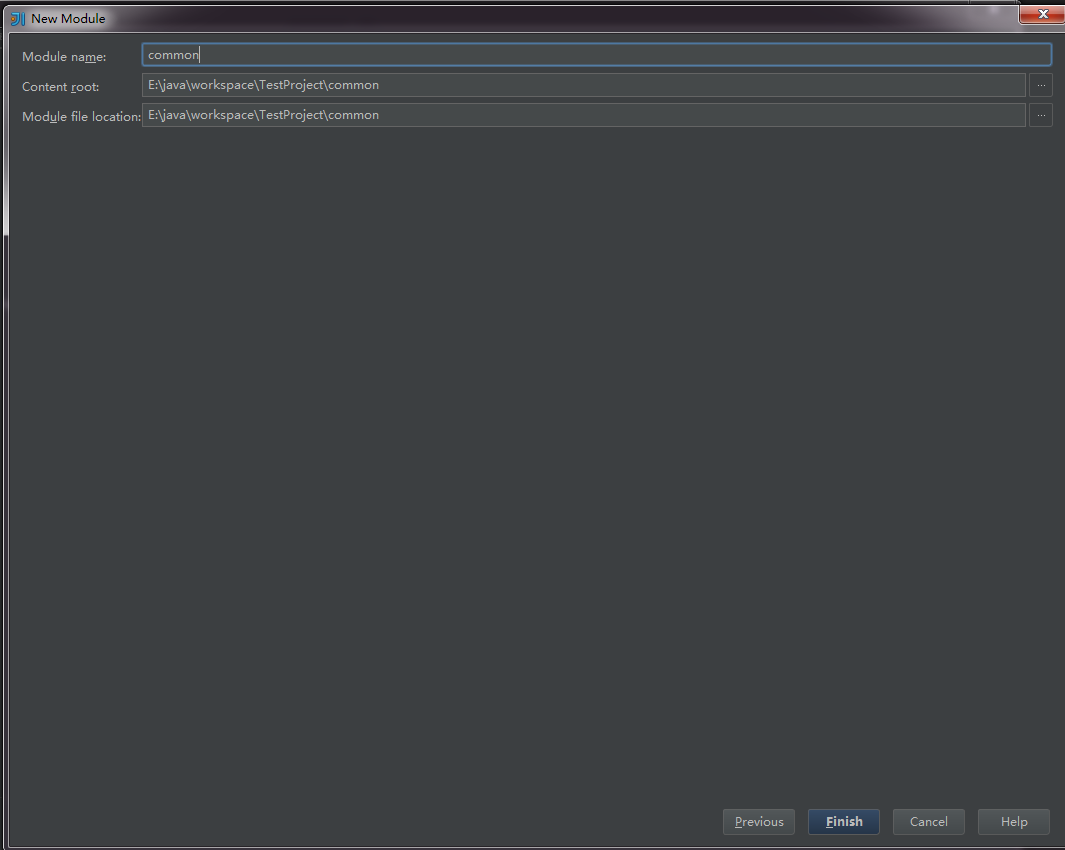 New Module
Module name: common
Content root: E:\java\workspace\TestProject\common ...
Module file location: E:\java\workspace\TestProject\common ...
Previous Finish Cancel Help